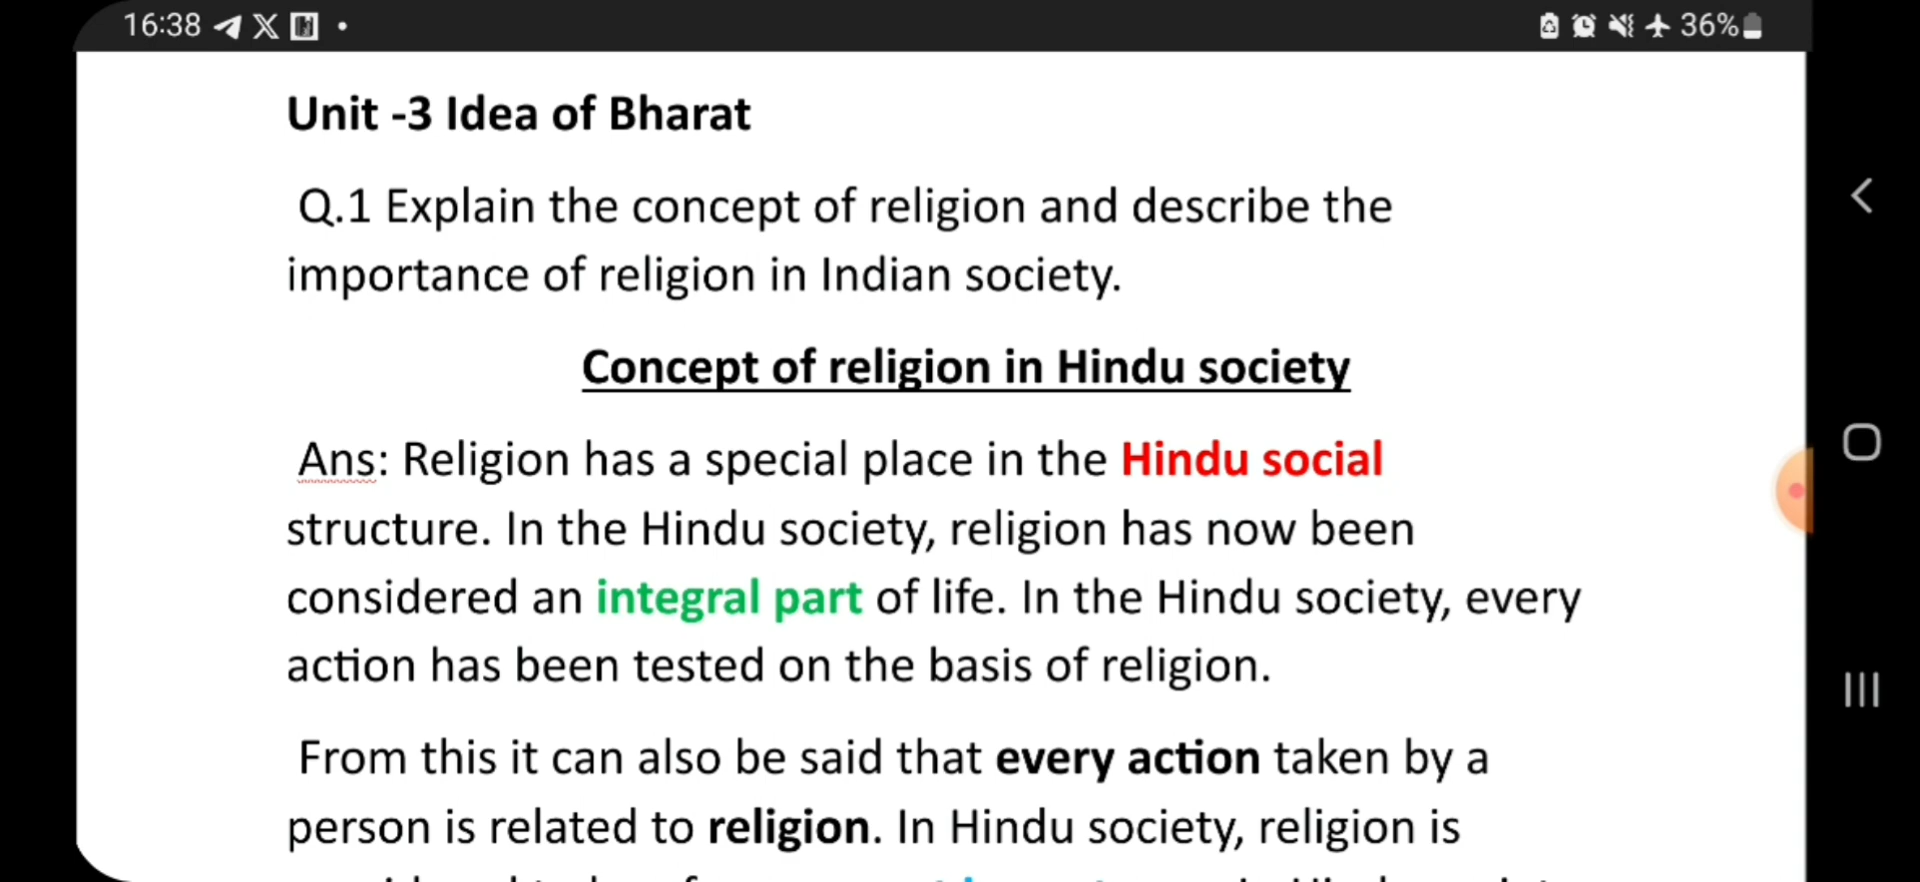 16:38 36%
Unit -3 Idea of Bharat
Q.1 Explain the concept of religion and describe the
importance of religion in Indian society.
Concept of religion in Hindu society
Ans: Religion has a special place in the Hindu social
structure. In the Hindu society, religion has now been
considered an integral part of life. In the Hindu society, every
action has been tested on the basis of religion.
From this it can also be said that every action taken by a
person is related to religion. In Hindu society, religion is